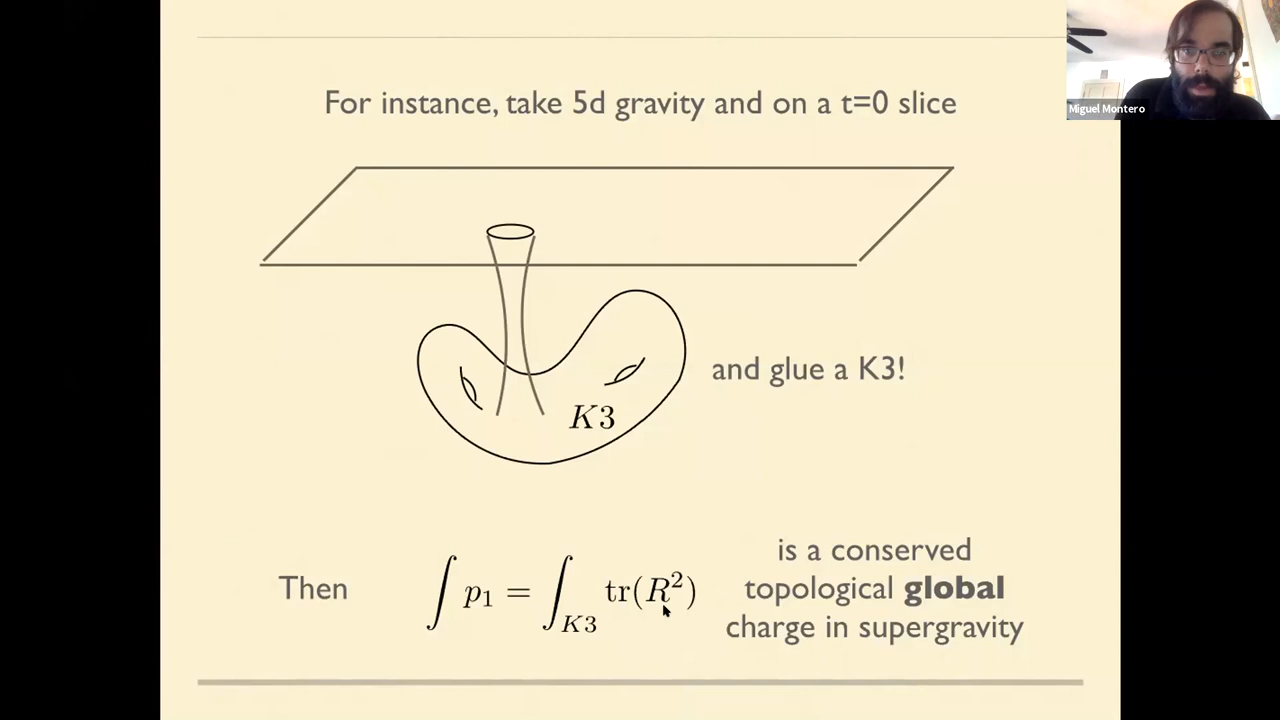 Miguel Montero
For instance, take 5d gravity and on a t=0 slice
and glue a K3!
K3
Then
∫ p₁ = ∫_{K3} tr(R²)
is a conserved
topological global
charge in supergravity